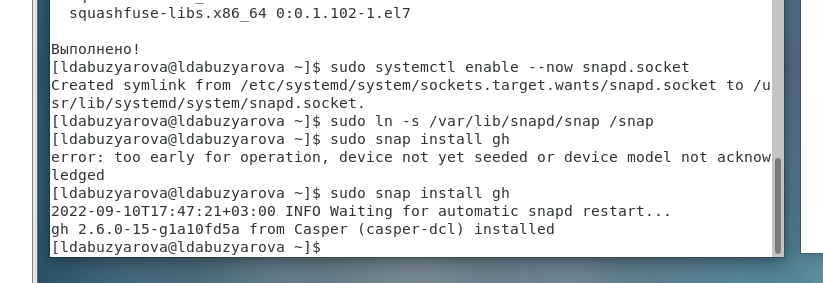 squashfuse-libs.x86_64 0:0.1.102-1.el7
Выполнено!
[ldabuzyarova@ldabuzyarova ~]$ sudo systemctl enable --now snapd.socket
Created symlink from /etc/systemd/system/sockets.target.wants/snapd.socket to /u
sr/lib/systemd/system/snapd.socket.
[ldabuzyarova@ldabuzyarova ~]$ sudo ln -s /var/lib/snapd/snap /snap
[ldabuzyarova@ldabuzyarova ~]$ sudo snap install gh
error: too early for operation, device not yet seeded or device model not acknow
ledged
[ldabuzyarova@ldabuzyarova ~]$ sudo snap install gh
2022-09-10T17:47:21+03:00 INFO Waiting for automatic snapd restart...
gh 2.6.0-15-g1a10fd5a from Casper (casper-dcl) installed
[ldabuzyarova@ldabuzyarova ~]$